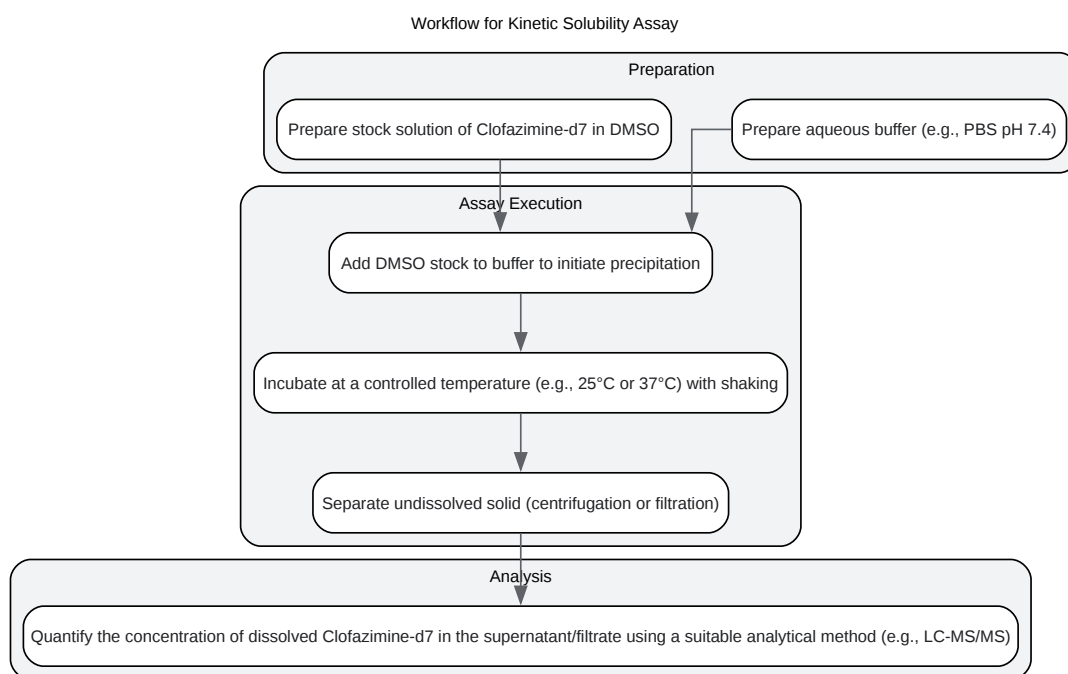 Workflow for Kinetic Solubility Assay
Preparation
Prepare stock solution of Clofazimine-d7 in DMSO
Prepare aqueous buffer (e.g., PBS pH 7.4)
Assay Execution
Add DMSO stock to buffer to initiate precipitation
Incubate at a controlled temperature (e.g., 25°C or 37°C) with shaking
Separate undissolved solid (centrifugation or filtration)
Analysis
Quantify the concentration of dissolved Clofazimine-d7 in the supernatant/filtrate using a suitable analytical method (e.g., LC-MS/MS)